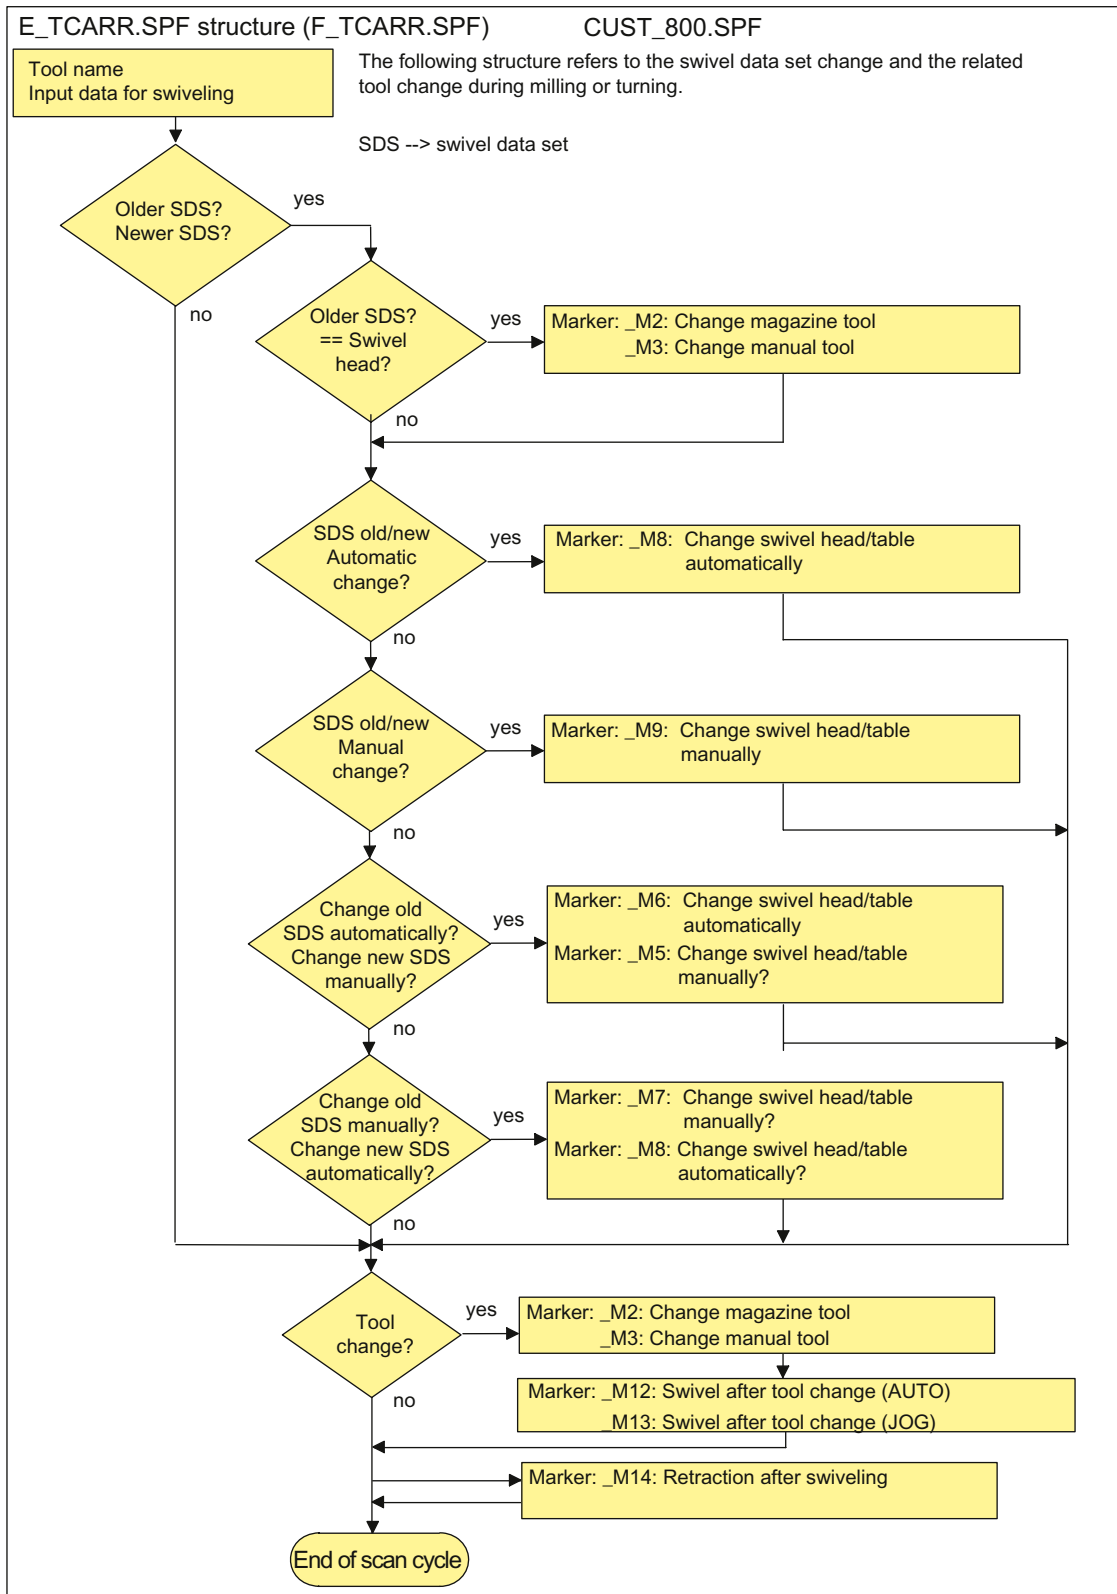 E_TCARR.SPF structure (F_TCARR.SPF)
CUST_800.SPF
Tool name
Input data for swiveling
The following structure refers to the swivel data set change and the related
tool change during milling or turning.
SDS --> swivel data set
Older SDS?
Newer SDS?
yes
no
Older SDS?
== Swivel
head?
yes
no
Marker: _M2: Change magazine tool
_M3: Change manual tool
SDS old/new
Automatic
change?
yes
no
Marker: _M8: Change swivel head/table
automatically
SDS old/new
Manual
change?
yes
no
Marker: _M9: Change swivel head/table
manually
Change old
SDS automatically?
Change new SDS
manually?
yes
no
Marker: _M6: Change swivel head/table
automatically
Marker: _M5: Change swivel head/table
manually?
Change old
SDS manually?
Change new SDS
automatically?
yes
no
Marker: _M7: Change swivel head/table
manually?
Marker: _M8: Change swivel head/table
automatically?
Tool
change?
yes
no
Marker: _M2: Change magazine tool
_M3: Change manual tool
Marker: _M12: Swivel after tool change (AUTO)
_M13: Swivel after tool change (JOG)
Marker: _M14: Retraction after swiveling
End of scan cycle